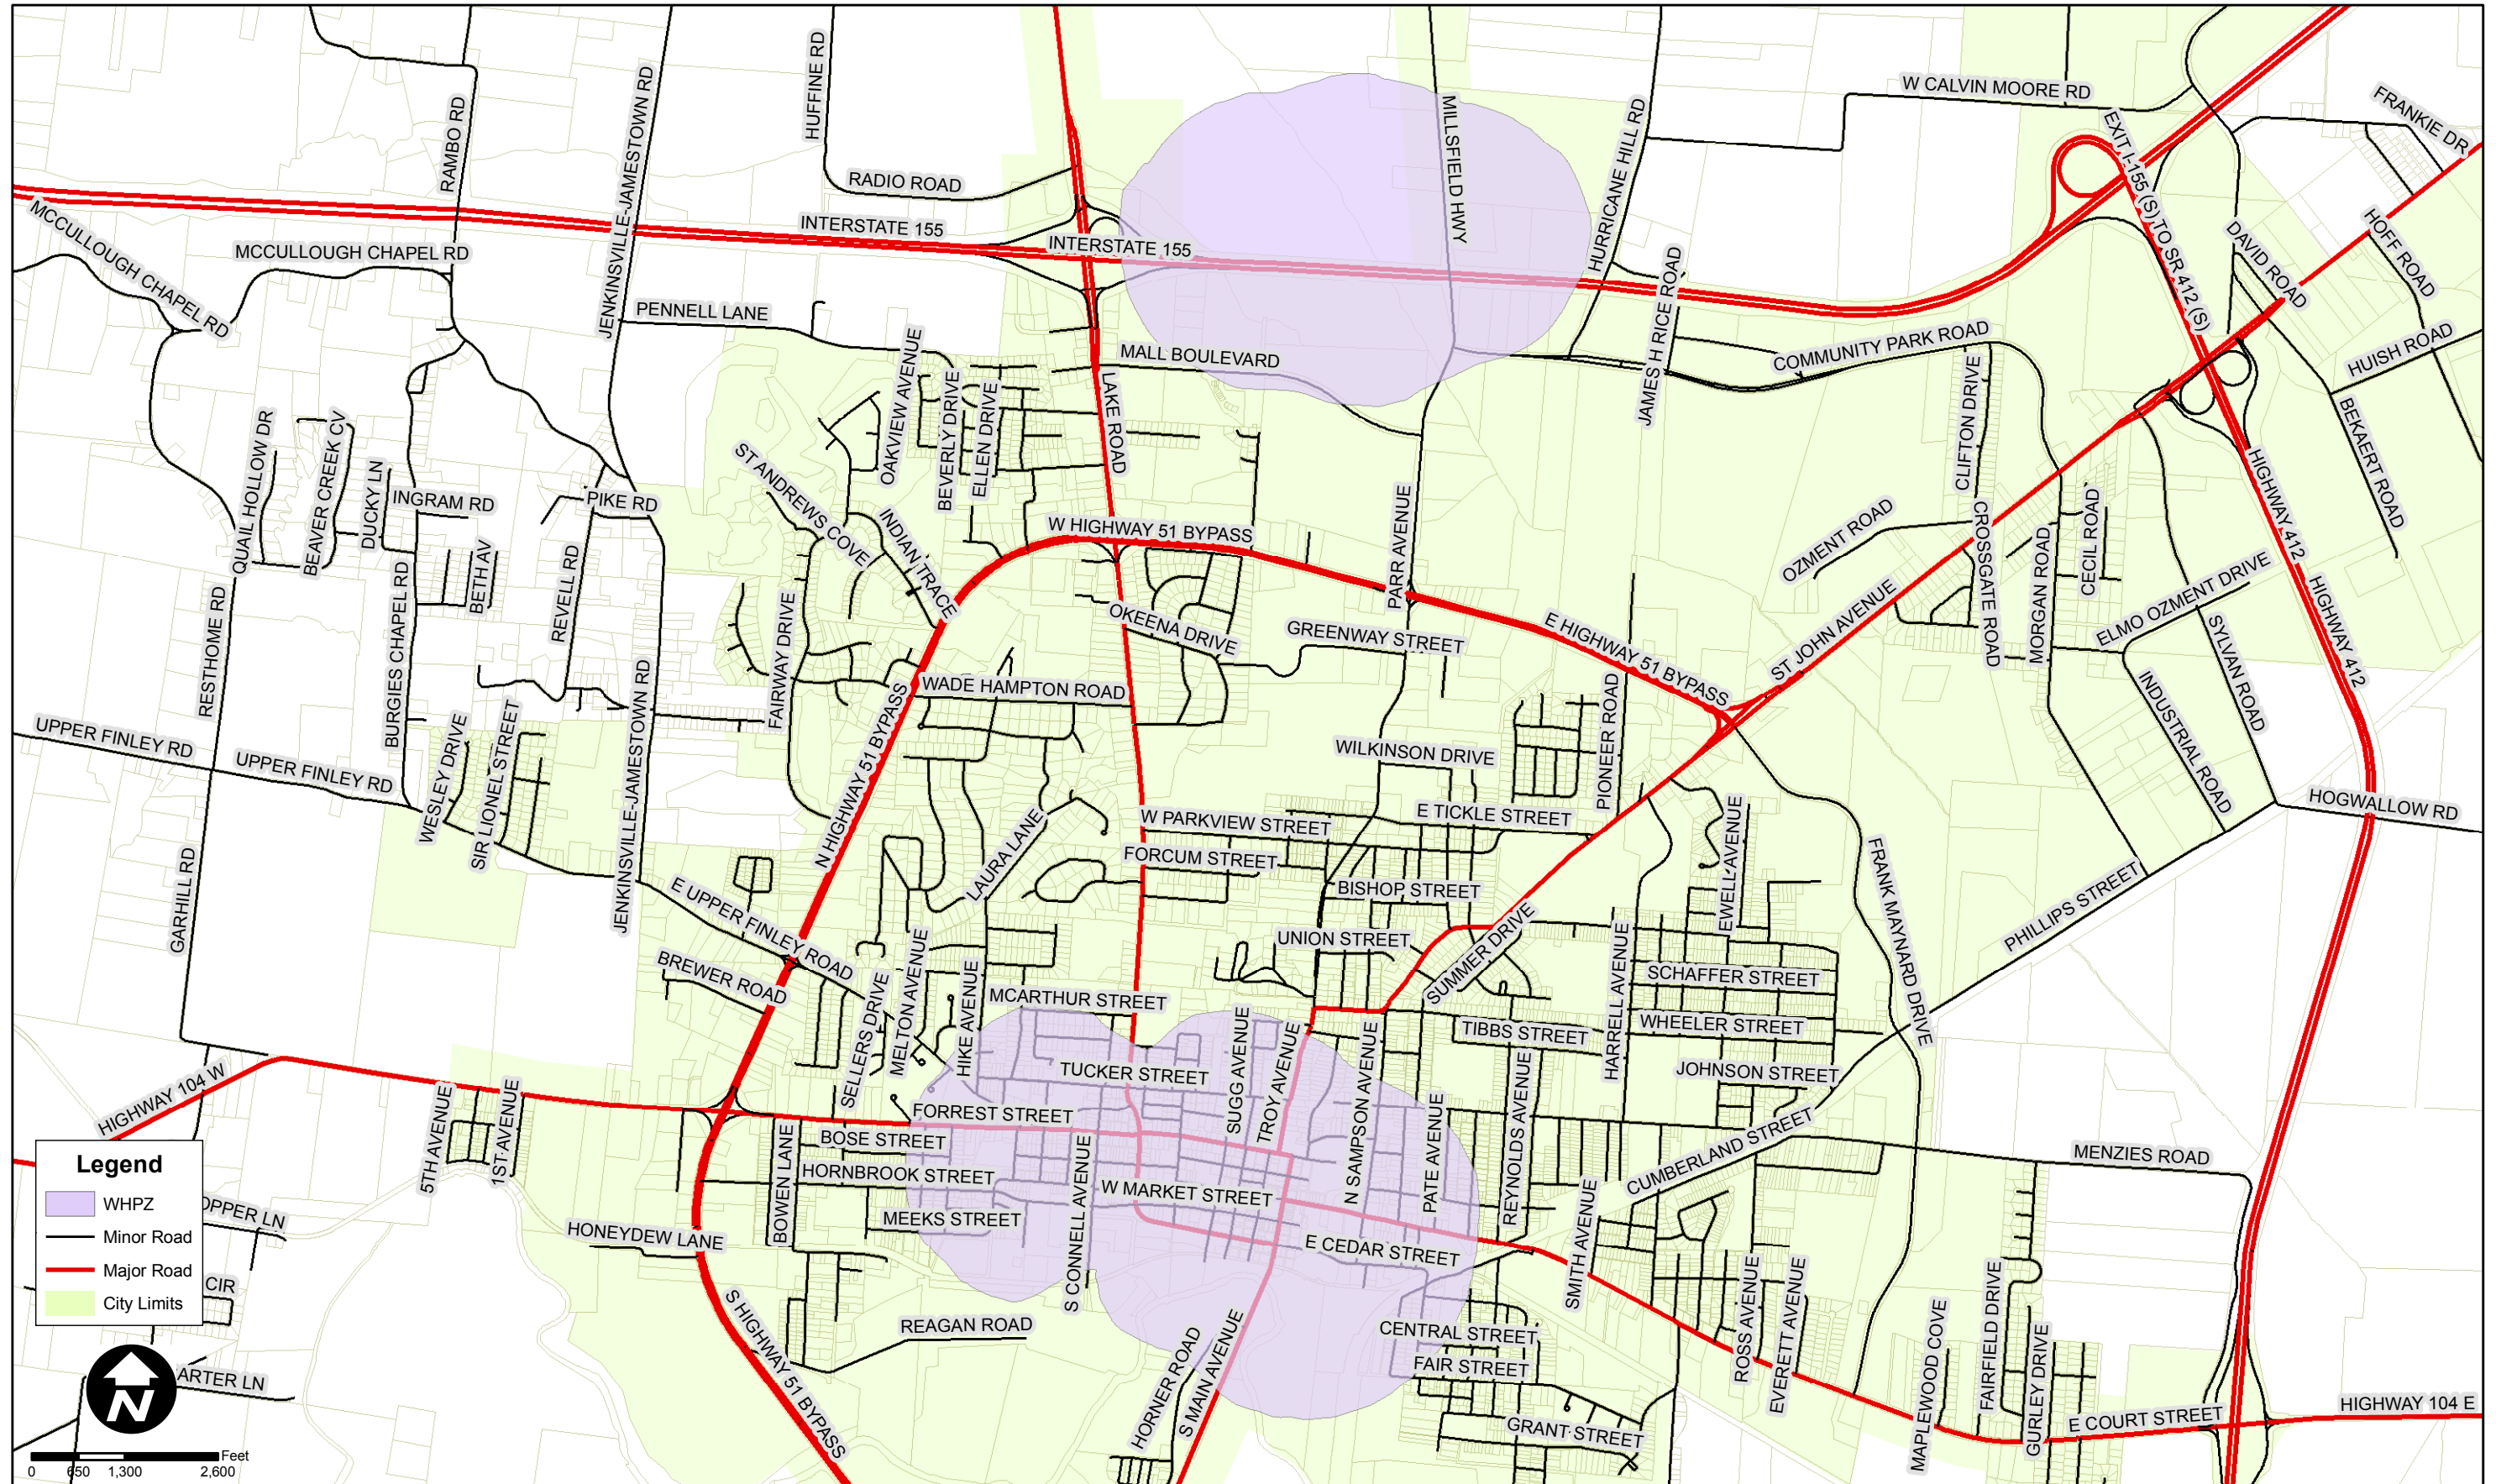 HUFFINE RD
RAMBO RD
JENKINSVILLE-JAMESTOWN RD
MILLSFIELD HWY
W CALVIN MOORE RD
FRANKIE DR
HURRICANE HILL RD
EXIT I-155 (S) TO SR 412 (S)
RADIO ROAD
MCCULLOUGH CHAPEL RD
MCCULLOUGH CHAPEL RD
INTERSTATE 155
INTERSTATE 155
HOFF ROAD
DAVID ROAD
JAMES H RICE ROAD
PENNELL LANE
HUISH ROAD
COMMUNITY PARK ROAD
MALL BOULEVARD
OAKVIEW AVENUE
BEVERLY DRIVE
ELLEN DRIVE
LAKE ROAD
CLIFTON DRIVE
BEKAERT ROAD
QUAIL HOLLOW DR
BEAVER CREEK CV
DUCKY LN
INGRAM RD
PIKE RD
ST ANDREWS COVE
INDIAN TRACE
W HIGHWAY 51 BYPASS
PARR AVENUE
OZMENT ROAD
CROSSGATE ROAD
MORGAN ROAD
CECIL ROAD
HIGHWAY 412
HIGHWAY 412
BETH AV
REVELL RD
RESTHOME RD
BURGIES CHAPEL RD
FAIRWAY DRIVE
OKEENA DRIVE
GREENWAY STREET
E HIGHWAY 51 BYPASS
ST JOHN AVENUE
ELMO OZMENT DRIVE
SYLVAN ROAD
INDUSTRIAL ROAD
WADE HAMPTON ROAD
UPPER FINLEY RD
UPPER FINLEY RD
WESLEY DRIVE
SIR LIONEL STREET
JENKINSVILLE-JAMESTOWN RD
N HIGHWAY 51 BYPASS
WILKINSON DRIVE
PIONEER ROAD
HOGWALLOW RD
W PARKVIEW STREET
E TICKLE STREET
LAURA LANE
FORCUM STREET
EWELL AVENUE
FRANK MAYNARD DRIVE
GARHILL RD
E UPPER FINLEY ROAD
BISHOP STREET
PHILLIPS STREET
UNION STREET
SUMMER DRIVE
BREWER ROAD
SELLERS DRIVE
MELTON AVENUE
HIKE AVENUE
MCARTHUR STREET
HARRELL AVENUE
SCHAFFER STREET
SUGG AVENUE
TROY AVENUE
N SAMPSON AVENUE
TIBBS STREET
WHEELER STREET
TUCKER STREET
JOHNSON STREET
HIGHWAY 104 W
5TH AVENUE
1ST AVENUE
FORREST STREET
PATE AVENUE
REYNOLDS AVENUE
CUMBERLAND STREET
BOSE STREET
BOWEN LANE
HORNBROOK STREET
S CONNELL AVENUE
W MARKET STREET
MENZIES ROAD
SMITH AVENUE
MEEKS STREET
HONEYDEW LANE
E CEDAR STREET
S HIGHWAY 51 BYPASS
REAGAN ROAD
HORNER ROAD
S MAIN AVENUE
CENTRAL STREET
FAIR STREET
GRANT STREET
ROSS AVENUE
EVERETT AVENUE
MAPLEWOOD COVE
FAIRFIELD DRIVE
GURLEY DRIVE
E COURT STREET
HIGHWAY 104 E
Legend
WHPZ
Minor Road
Major Road
City Limits
OPPER LN
CIR
ARTER LN
N
Feet
0 650 1,300 2,600